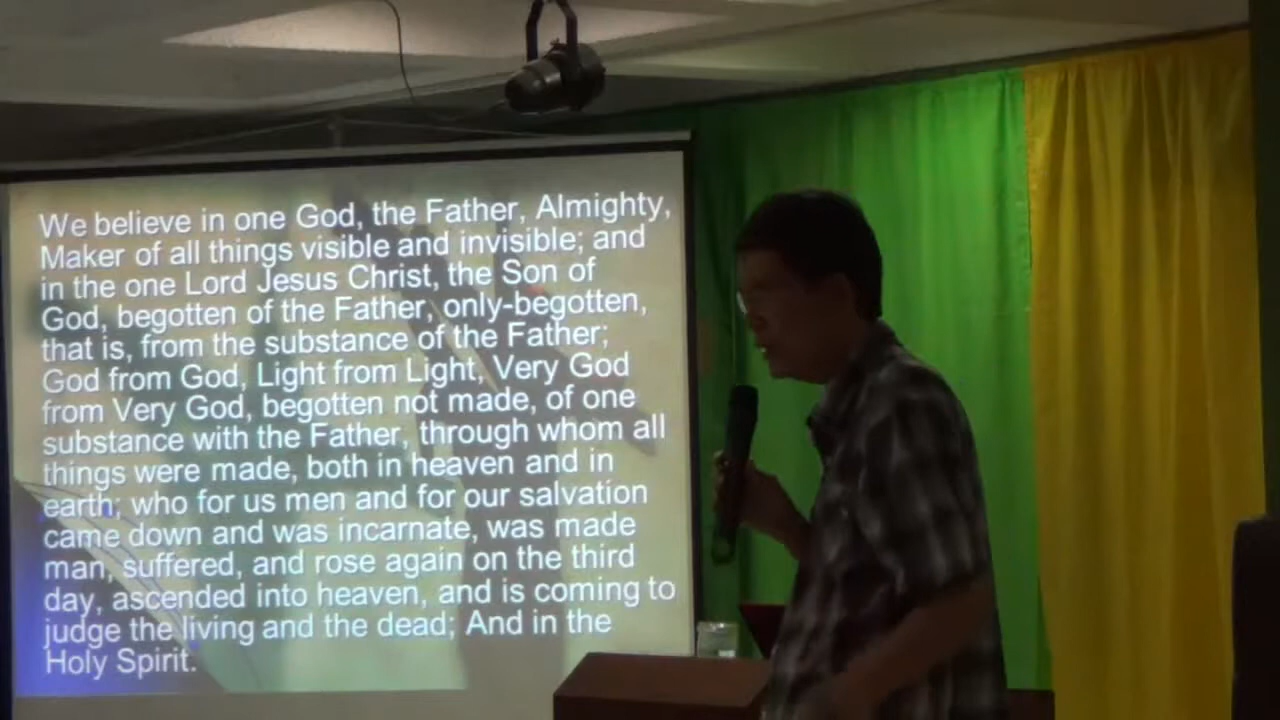 We believe in one God, the Father, Almighty,
Maker of all things visible and invisible; and
in the one Lord Jesus Christ, the Son of
God, begotten of the Father, only-begotten,
that is, from the substance of the Father;
God from God, Light from Light, Very God
from Very God, begotten not made, of one
substance with the Father, through whom all
things were made, both in heaven and in
earth; who for us men and for our salvation
came down and was incarnate, was made
man, suffered, and rose again on the third
day, ascended into heaven, and is coming to
judge the living and the dead; And in the
Holy Spirit.